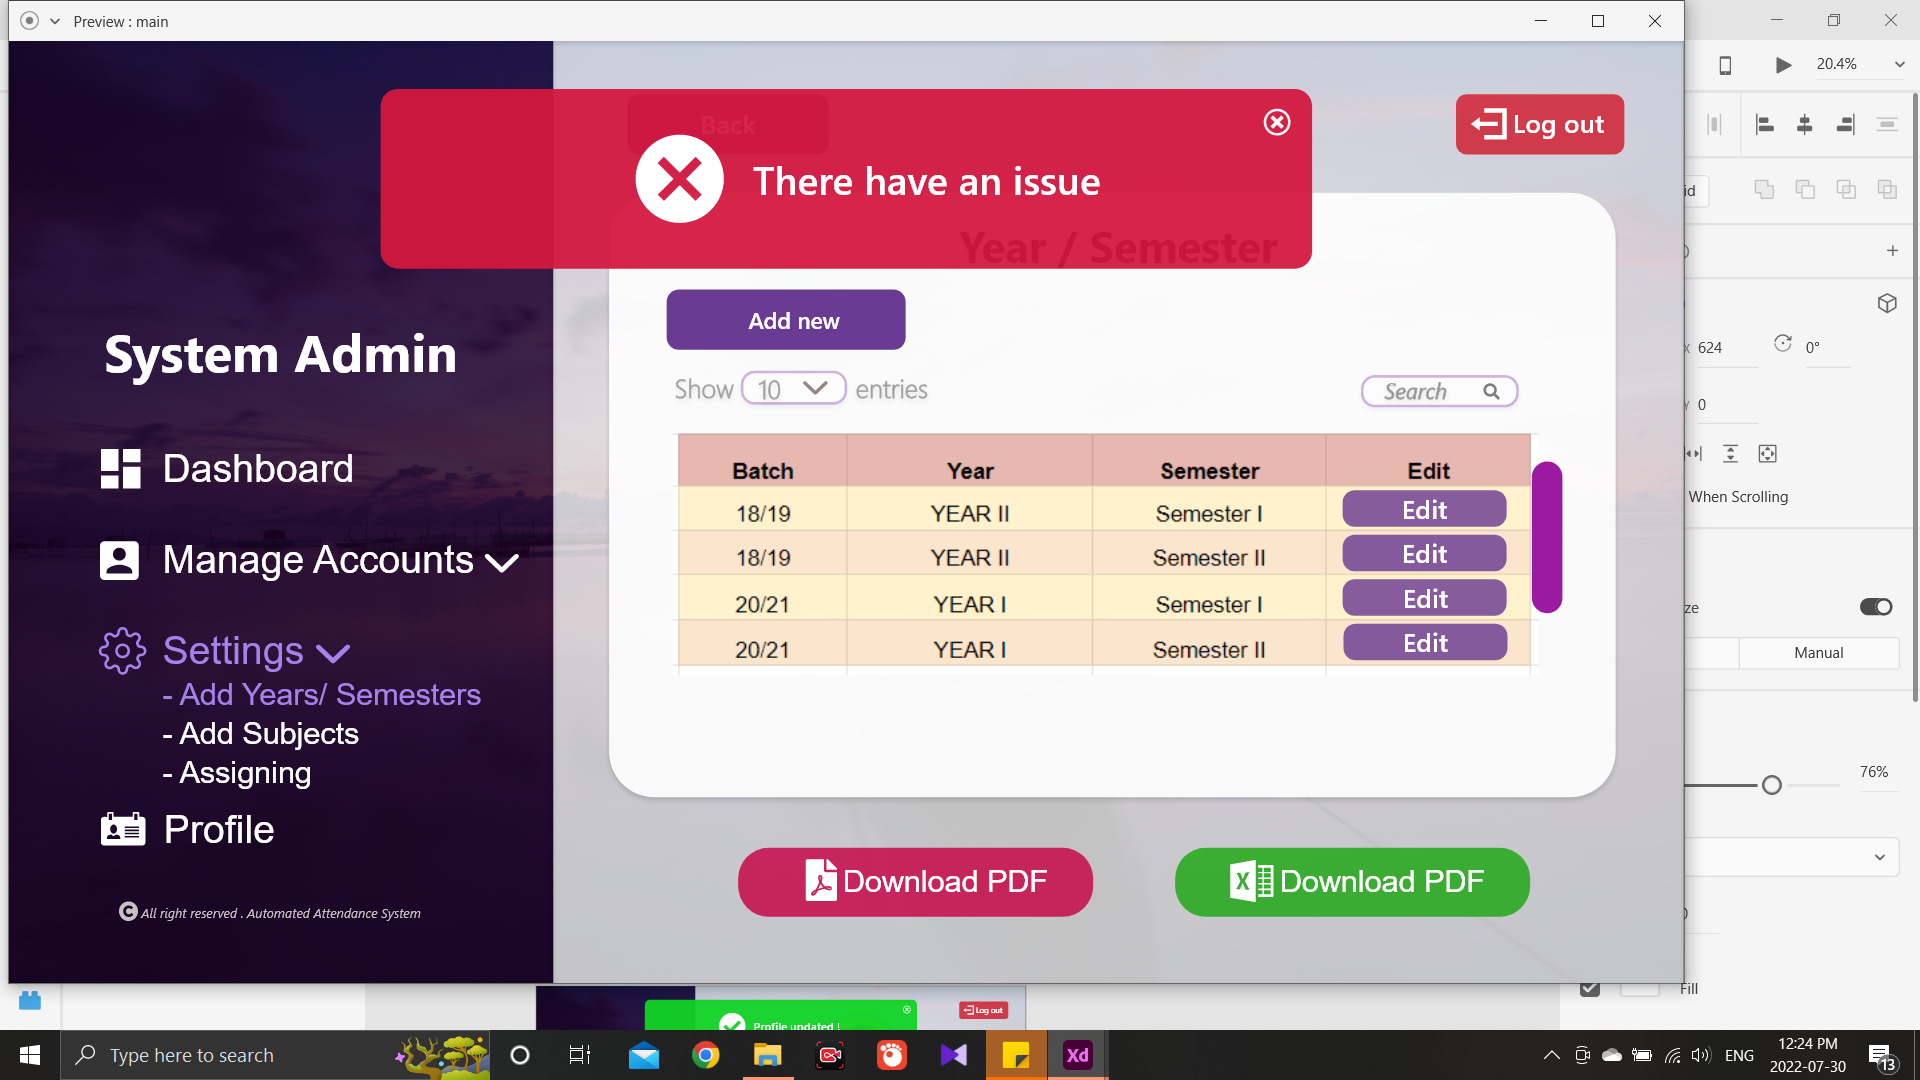 Preview : main
20.4%
Back
Log out
There have an issue
Year / Semester
System Admin
Add new
Show 10 entries
Search
Batch Year Semester Edit
18/19 YEAR II Semester I Edit
18/19 YEAR II Semester II Edit
20/21 YEAR I Semester I Edit
20/21 YEAR I Semester II Edit
Dashboard
Manage Accounts
Settings
- Add Years/ Semesters
- Add Subjects
- Assigning
Profile
Download PDF
Download PDF
C All right reserved . Automated Attendance System
id
X 624
0°
Y 0
When Scrolling
ze
Manual
76%
Fill
Profile updated !
Log out
Type here to search
Xd
ENG
12:24 PM
2022-07-30
13